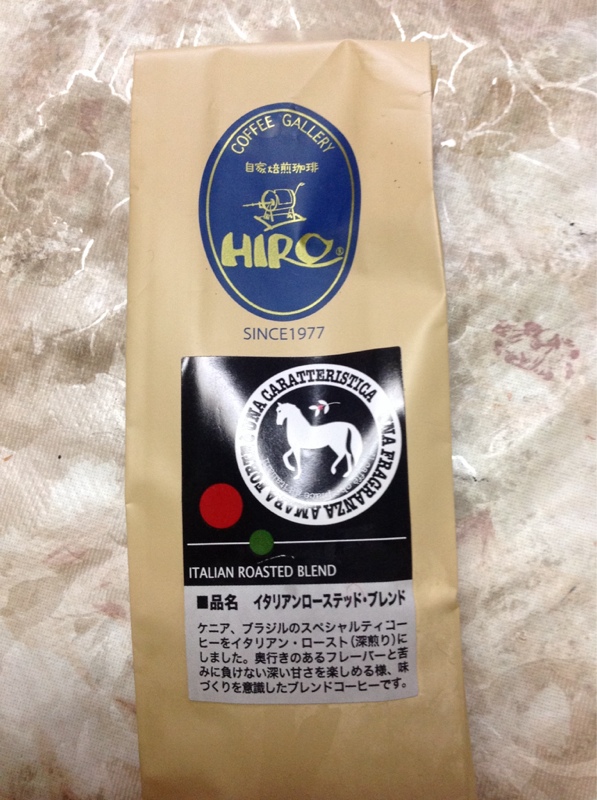 COFFEE GALLERY
自家焙煎珈琲
HIRO®
SINCE1977
UNA CARATTERISTICA
UNA FRAGRANZA AMARA FORTE
ITALIAN ROASTED BLEND
■品名 イタリアンローステッド・ブレンド
ケニア、ブラジルのスペシャルティコー
ヒーをイタリアン・ロースト(深煎り)に
しました。奥行きのあるフレーバーと苦
みに負けない深い甘さを楽しめる様、味
づくりを意識したブレンドコーヒーです。